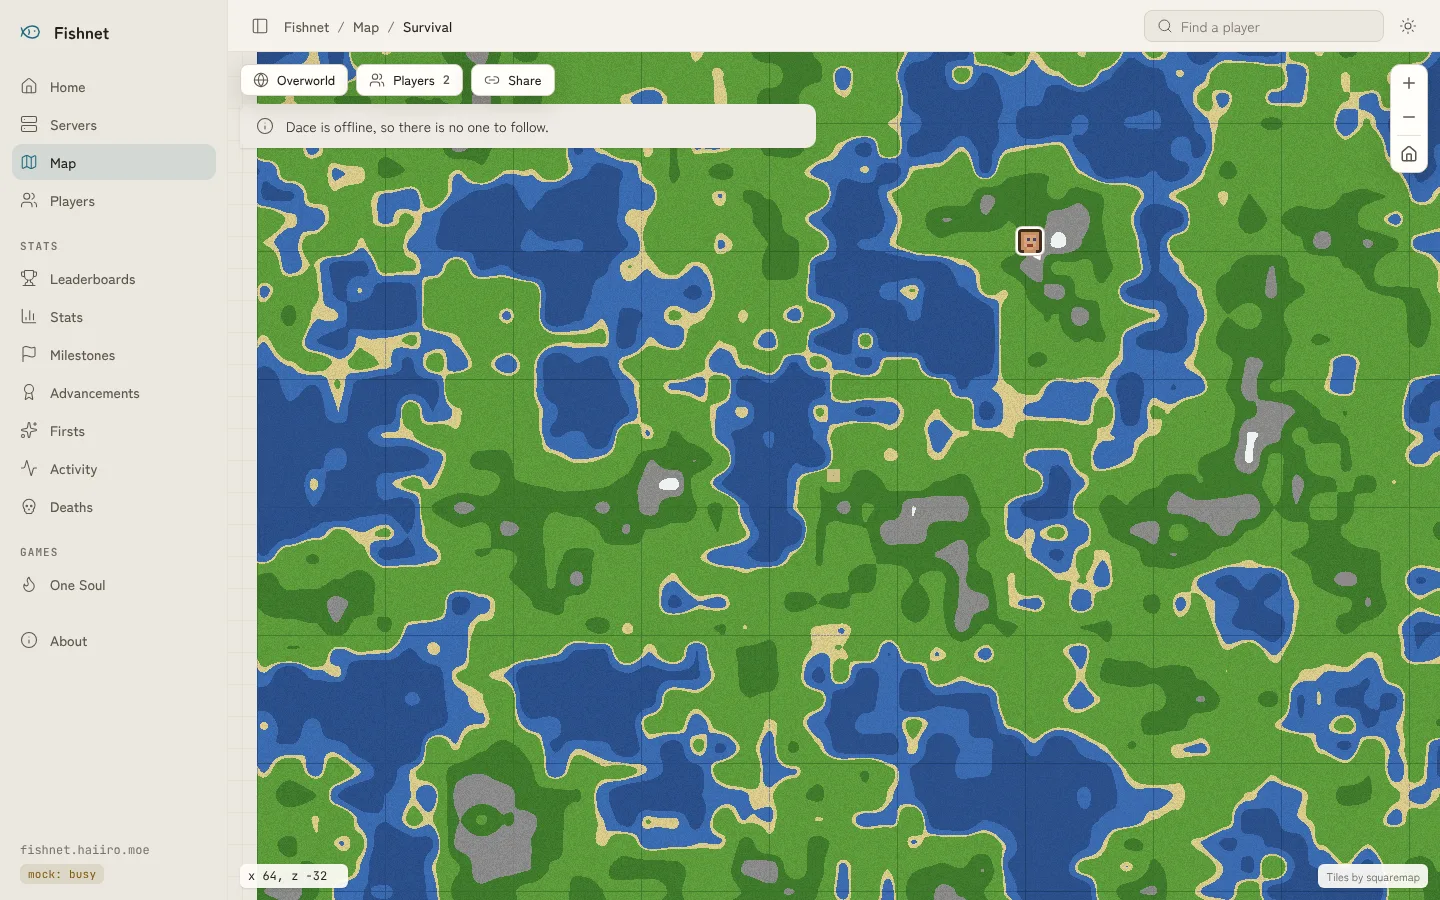 Fishnet
Fishnet / Map / Survival
Find a player
Home
Servers
Map
Players
STATS
Leaderboards
Stats
Milestones
Advancements
Firsts
Activity
Deaths
GAMES
One Soul
About
fishnet.haiiro.moe
mock: busy
Overworld
Players 2
Share
Dace is offline, so there is no one to follow.
x 64, z -32
Tiles by squaremap